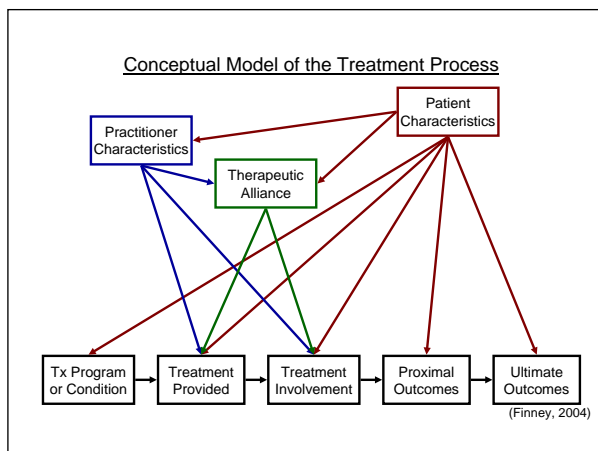 Conceptual Model of the Treatment Process
Patient
Characteristics
Practitioner
Characteristics
Therapeutic
Alliance
Tx Program
or Condition
Treatment
Provided
Treatment
Involvement
Proximal
Outcomes
Ultimate
Outcomes
(Finney, 2004)